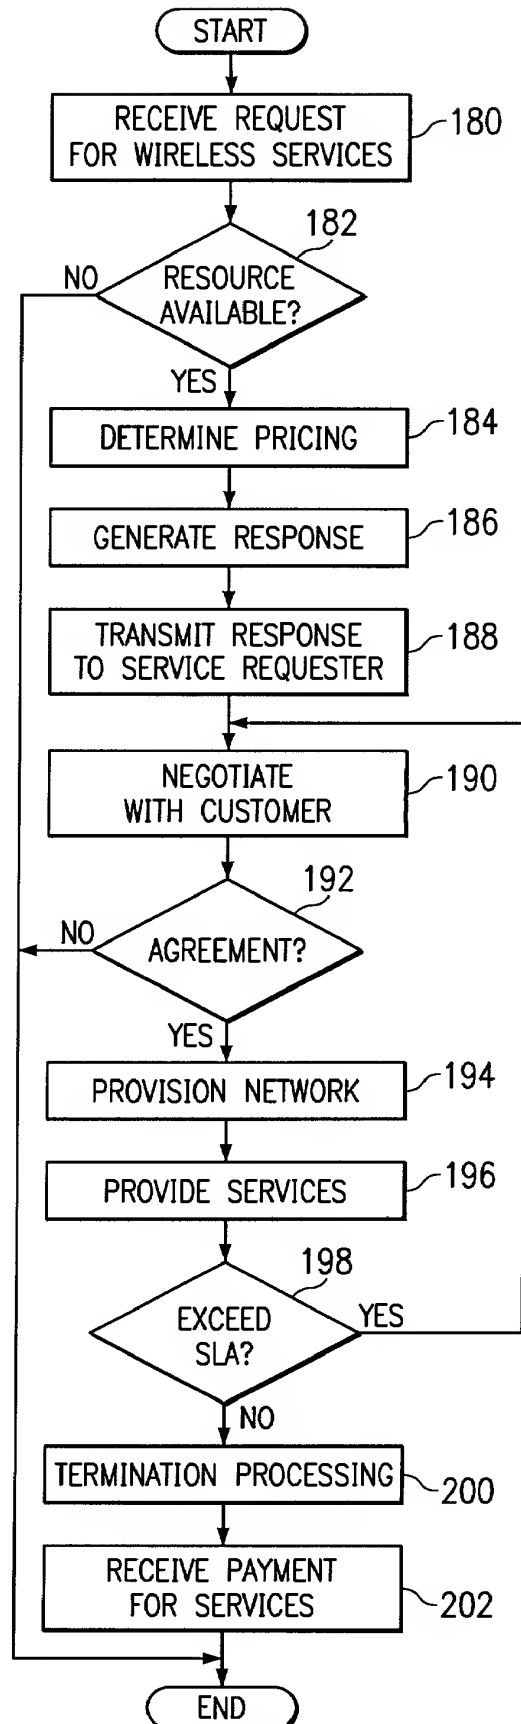 START
RECEIVE REQUEST
FOR WIRELESS SERVICES
180
182
RESOURCE
AVAILABLE?
NO
YES
DETERMINE PRICING
184
GENERATE RESPONSE
186
TRANSMIT RESPONSE
TO SERVICE REQUESTER
188
NEGOTIATE
WITH CUSTOMER
190
192
AGREEMENT?
NO
YES
PROVISION NETWORK
194
PROVIDE SERVICES
196
198
EXCEED
SLA?
YES
NO
TERMINATION PROCESSING
200
RECEIVE PAYMENT
FOR SERVICES
202
END